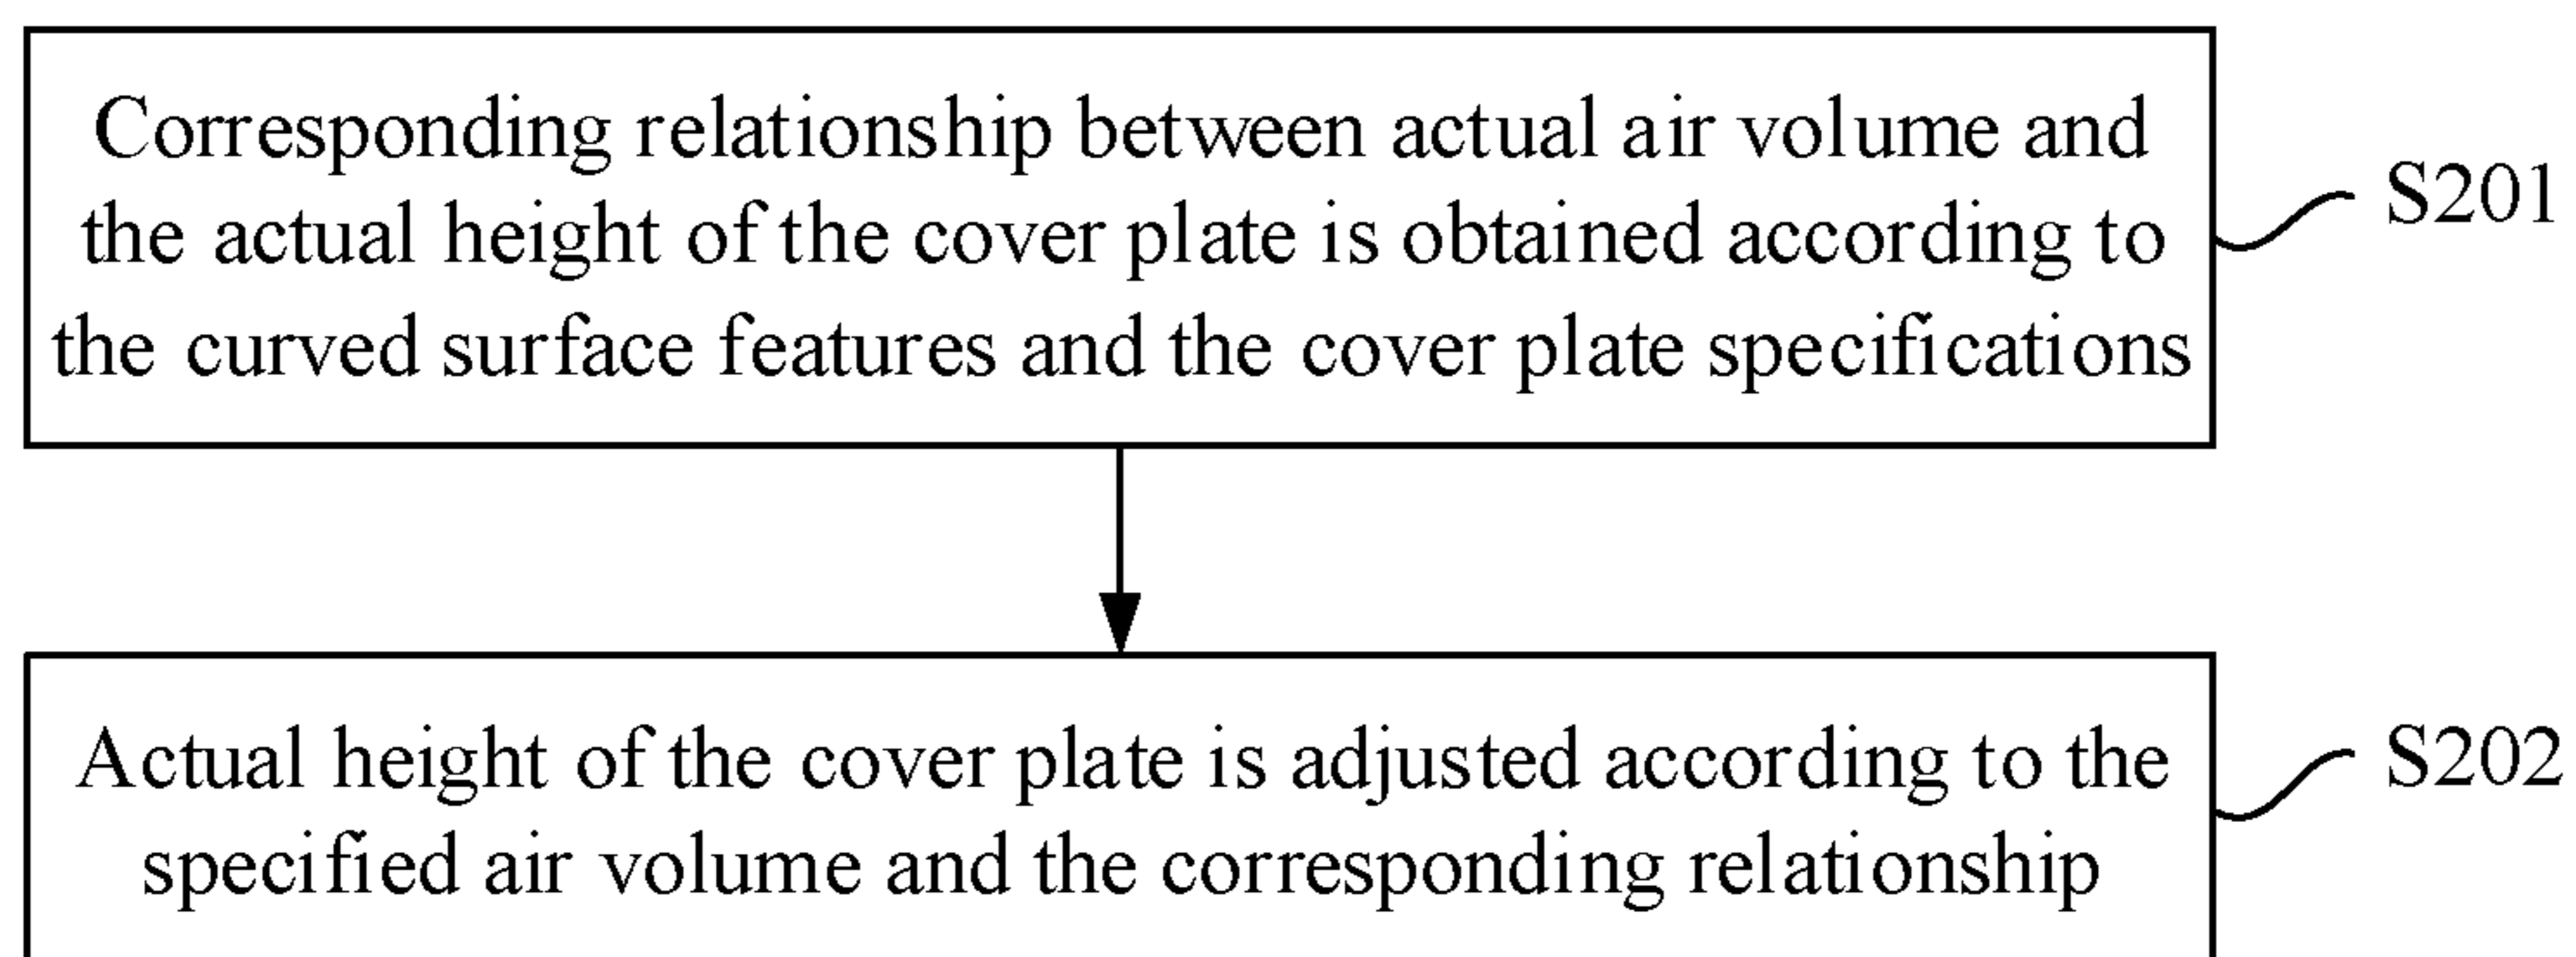 Corresponding relationship between actual air volume and
the actual height of the cover plate is obtained according to
the curved surface features and the cover plate specifications
S201
Actual height of the cover plate is adjusted according to the
specified air volume and the corresponding relationship
S202